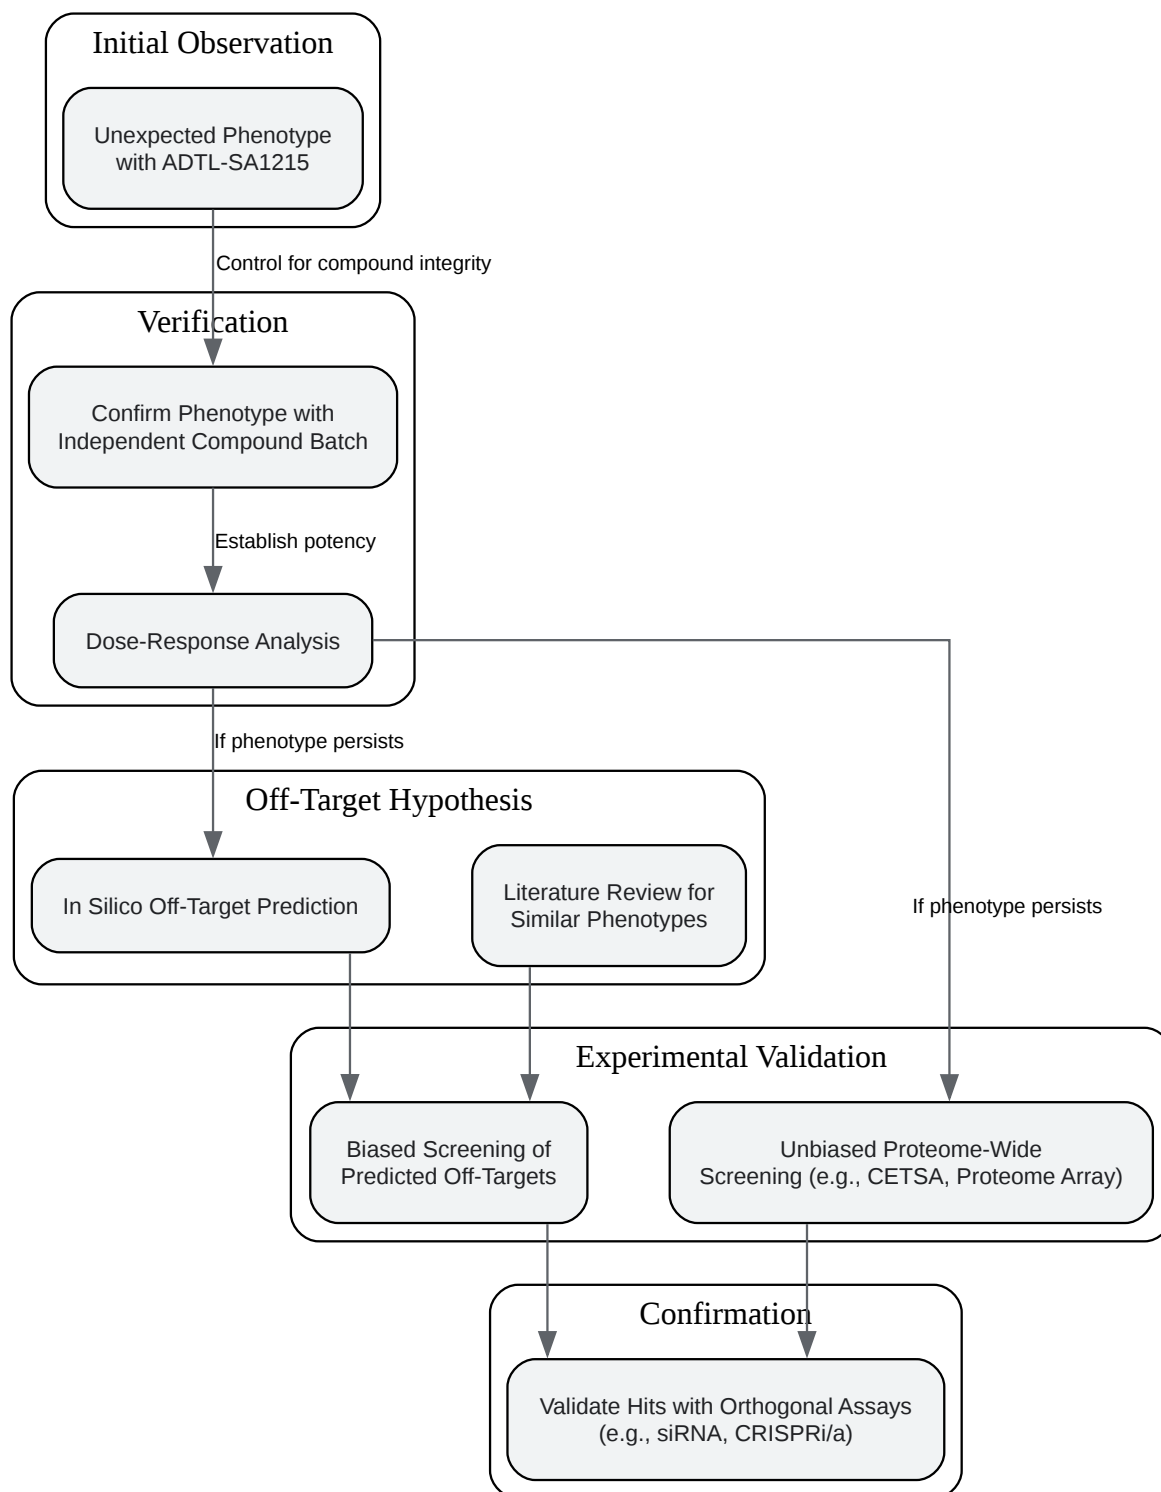 Initial Observation
Unexpected Phenotype
with ADTL-SA1215
Control for compound integrity
Verification
Confirm Phenotype with
Independent Compound Batch
Establish potency
Dose-Response Analysis
If phenotype persists
Off-Target Hypothesis
In Silico Off-Target Prediction
Literature Review for
Similar Phenotypes
If phenotype persists
Experimental Validation
Biased Screening of
Predicted Off-Targets
Unbiased Proteome-Wide
Screening (e.g., CETSA, Proteome Array)
Confirmation
Validate Hits with Orthogonal Assays
(e.g., siRNA, CRISPRi/a)